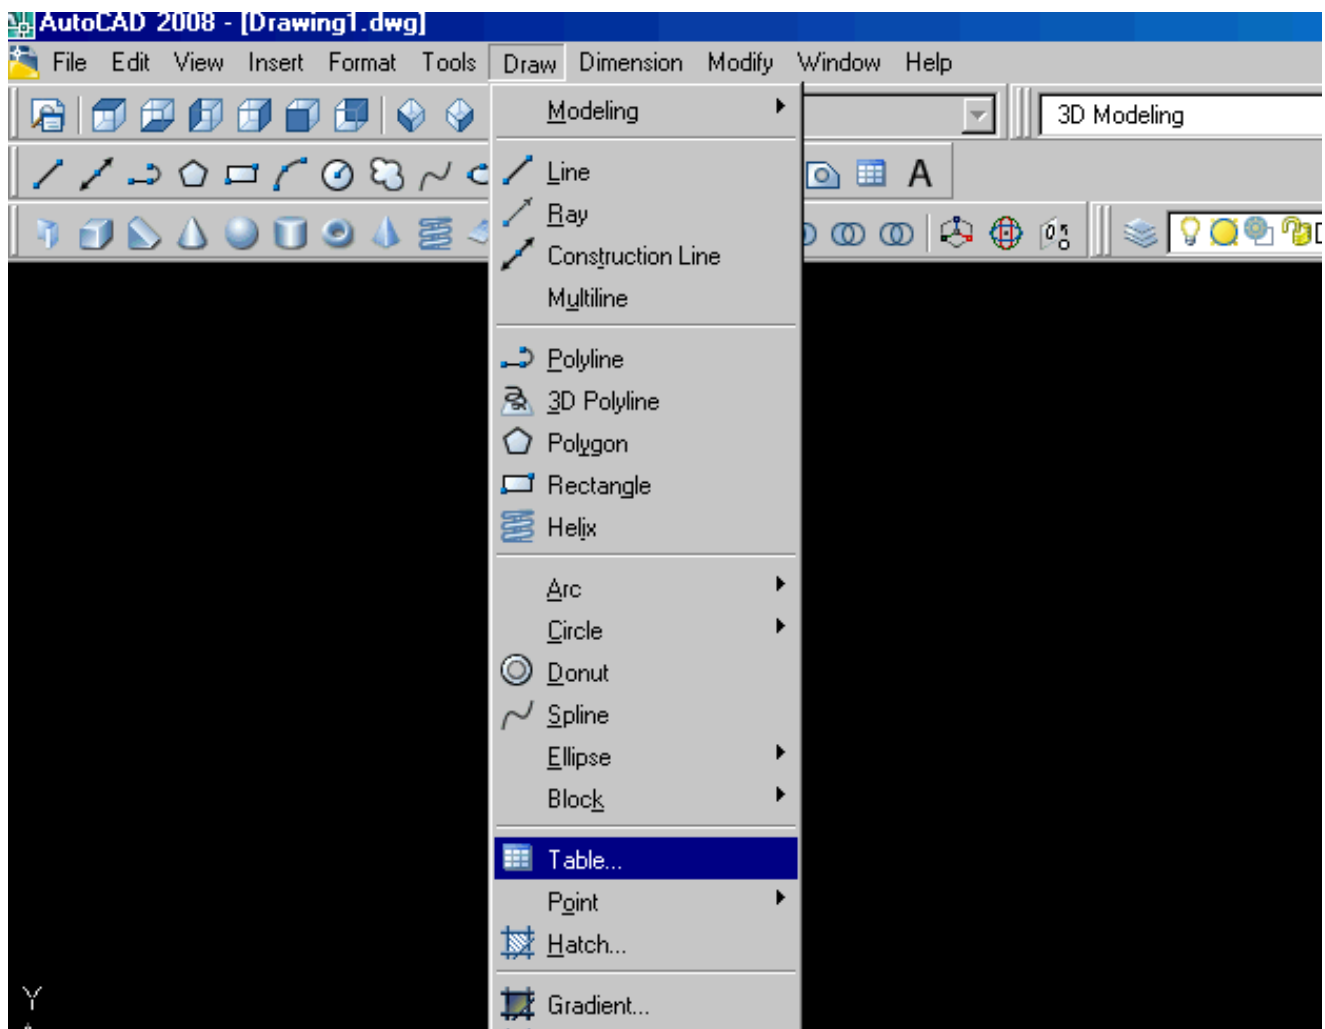 AutoCAD 2008 - [Drawing1.dwg]
File Edit View Insert Format Tools Draw Dimension Modify Window Help
Modeling
3D Modeling
A
Line
Ray
Construction Line
Multiline
Polyline
3D Polyline
Polygon
Rectangle
Helix
Arc
Circle
Donut
Spline
Ellipse
Block
Table...
Point
Hatch...
Gradient...
Y